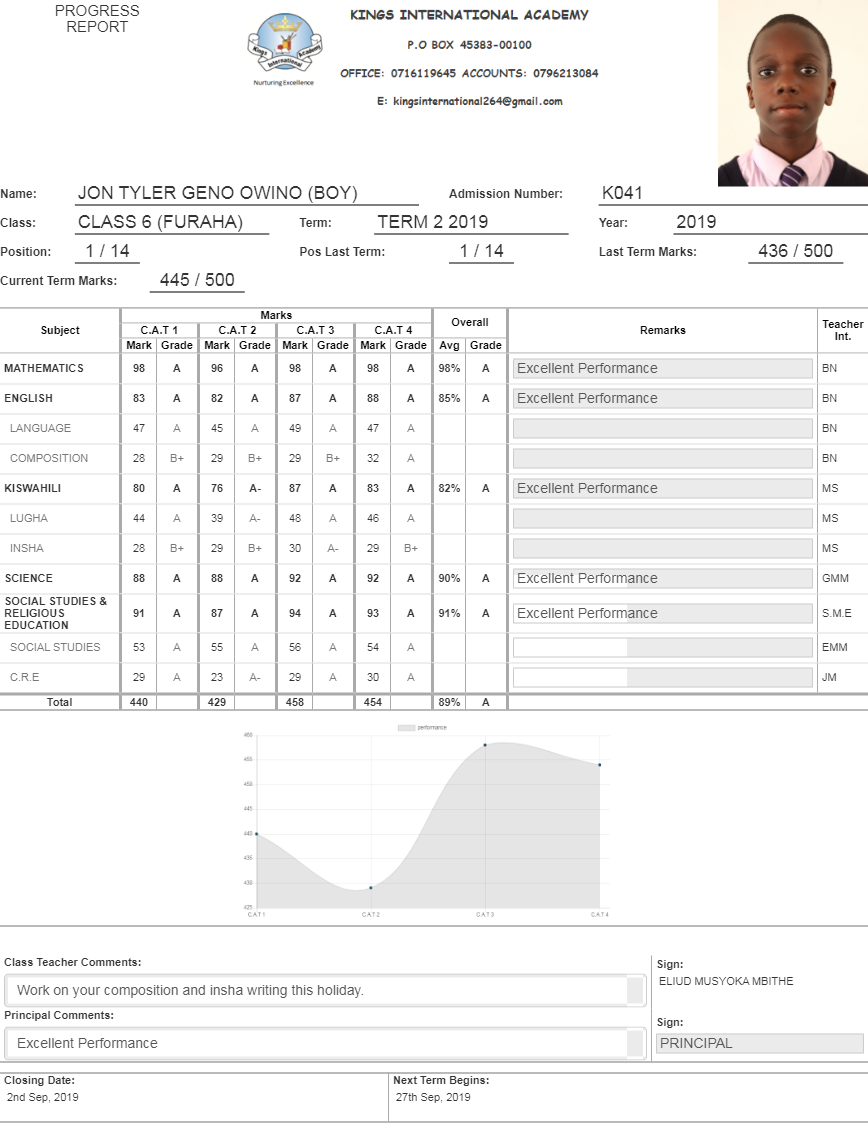 PROGRESS
REPORT
KINGS INTERNATIONAL ACADEMY
P.O BOX 45383-00100
OFFICE: 0716119645 ACCOUNTS: 0796213084
E: kingsinternational264@gmail.com
Kings International Academy
Nurturing Excellence
Name: JON TYLER GENO OWINO (BOY) Admission Number: K041
Class: CLASS 6 (FURAHA) Term: TERM 2 2019 Year: 2019
Position: 1 / 14 Pos Last Term: 1 / 14 Last Term Marks: 436 / 500
Current Term Marks: 445 / 500
Subject Marks Overall Remarks Teacher Int.
C.A.T 1 C.A.T 2 C.A.T 3 C.A.T 4
Mark Grade Mark Grade Mark Grade Mark Grade Avg Grade
MATHEMATICS 98 A 96 A 98 A 98 A 98% A Excellent Performance BN
ENGLISH 83 A 82 A 87 A 88 A 85% A Excellent Performance BN
LANGUAGE 47 A 45 A 49 A 47 A BN
COMPOSITION 28 B+ 29 B+ 29 B+ 32 A BN
KISWAHILI 80 A 76 A- 87 A 83 A 82% A Excellent Performance MS
LUGHA 44 A 39 A- 48 A 46 A MS
INSHA 28 B+ 29 B+ 30 A- 29 B+ MS
SCIENCE 88 A 88 A 92 A 92 A 90% A Excellent Performance GMM
SOCIAL STUDIES &
RELIGIOUS
EDUCATION 91 A 87 A 94 A 93 A 91% A Excellent Performance S.M.E
SOCIAL STUDIES 53 A 55 A 56 A 54 A EMM
C.R.E 29 A 23 A- 29 A 30 A JM
Total 440 429 458 454 89% A
performance
460
455
450
445
440
435
430
425
C.A.T 1 C.A.T 2 C.A.T 3 C.A.T 4
Class Teacher Comments:
Work on your composition and insha writing this holiday.
Sign:
ELIUD MUSYOKA MBITHE
Principal Comments:
Excellent Performance
Sign:
PRINCIPAL
Closing Date:
2nd Sep, 2019
Next Term Begins:
27th Sep, 2019